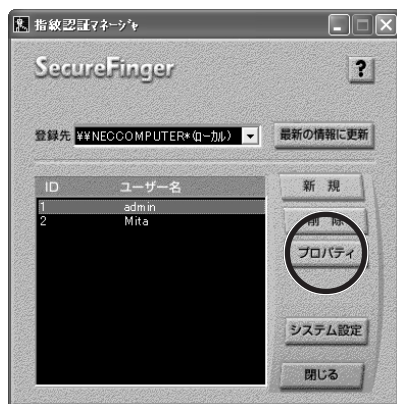 指紋認証マネージャ
SecureFinger
?
登録先 ¥¥NECCOMPUTER*(ローカル) 最新の情報に更新
ID ユーザー名 新 規
1 admin
2 Mita
削 除
プロパティ
システム設定
閉じる